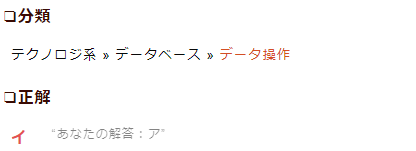 ❏分類
テクノロジ系 » データベース » データ操作
❏正解
イ “あなたの解答：ア”